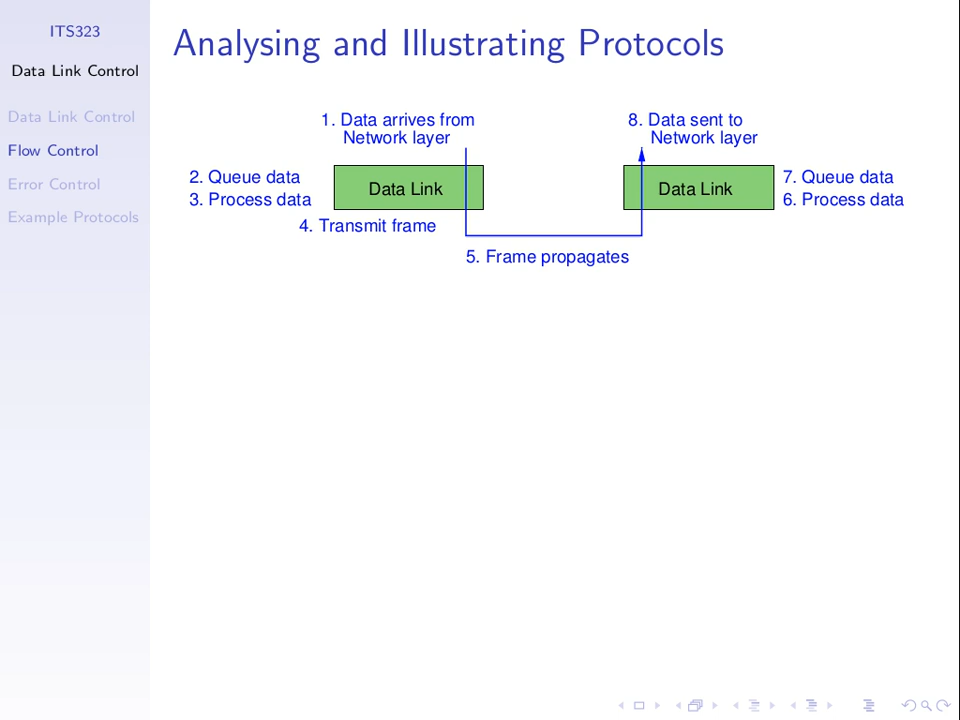 ITS323
Data Link Control
Data Link Control
Flow Control
Error Control
Example Protocols
Analysing and Illustrating Protocols
1. Data arrives from
Network layer
8. Data sent to
Network layer
2. Queue data
3. Process data
Data Link
Data Link
7. Queue data
6. Process data
4. Transmit frame
5. Frame propagates